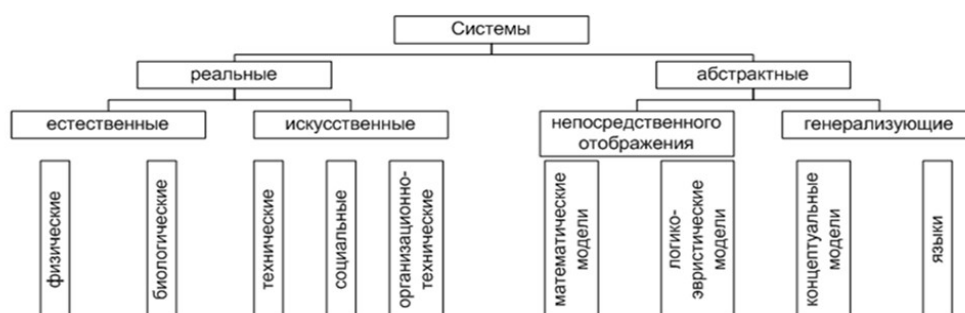 Системы
реальные
абстрактные
естественные
искусственные
непосредственного
отображения
генерализующие
физические
биологические
технические
социальные
организационно-
технические
математические
модели
логико-
эвристические
модели
концептуальные
модели
языки